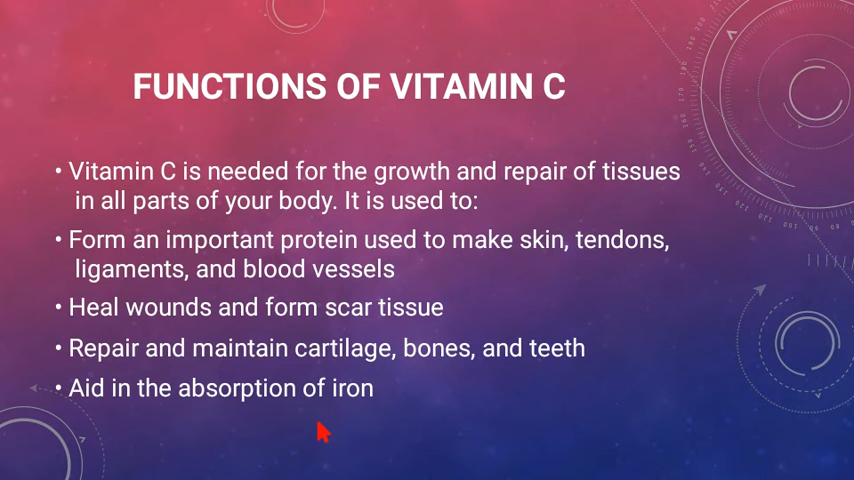 FUNCTIONS OF VITAMIN C
• Vitamin C is needed for the growth and repair of tissues
in all parts of your body. It is used to:
• Form an important protein used to make skin, tendons,
ligaments, and blood vessels
• Heal wounds and form scar tissue
• Repair and maintain cartilage, bones, and teeth
• Aid in the absorption of iron